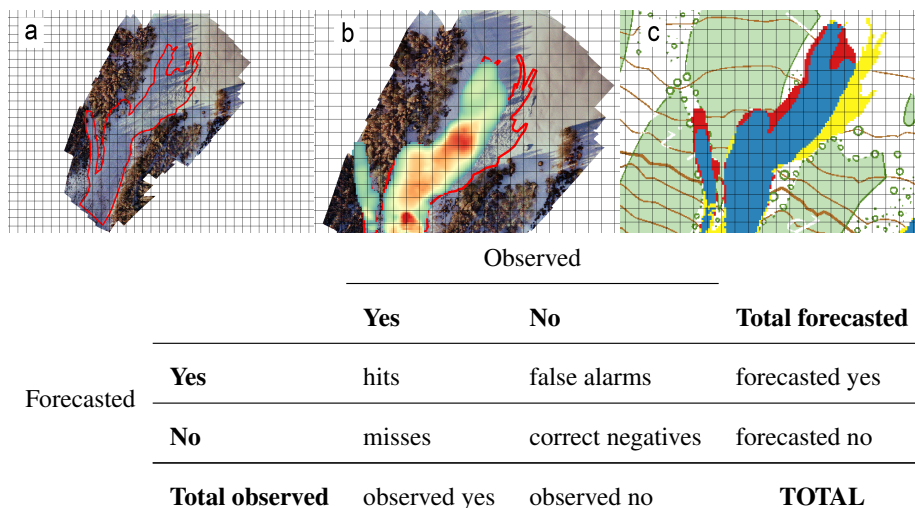 a b c
Observed
Yes No Total forecasted
Yes hits false alarms forecasted yes
Forecasted
No misses correct negatives forecasted no
Total observed observed yes observed no TOTAL